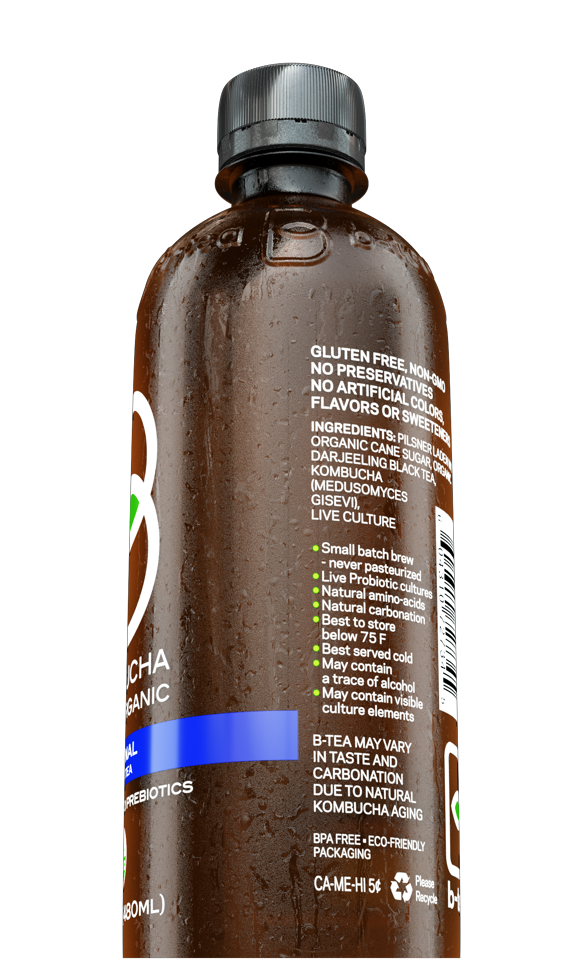 GLUTEN FREE, NON-GMO
NO PRESERVATIVES
NO ARTIFICIAL COLORS,
FLAVORS OR SWEETENERS
INGREDIENTS: PILSNER
ORGANIC CANE SUGAR, ORGANIC
DARJEELING BLACK TEA,
KOMBUCHA
(MEDUSOMYCES
GISEVI),
LIVE CULTURE
• Small batch brew
- never pasteurized
• Live Probiotic cultures
• Natural amino-acids
• Natural carbonation
• Best to store
below 75 F
• Best served cold
• May contain
a trace of alcohol
• May contain visible
culture elements
B-TEA MAY VARY
IN TASTE AND
CARBONATION
DUE TO NATURAL
KOMBUCHA AGING
BPA FREE • ECO-FRIENDLY
PACKAGING
CA-ME-HI 5¢
Please
Recycle
UCHA
GANIC
NAL
TEA
PREBIOTICS
480ML)
b-t